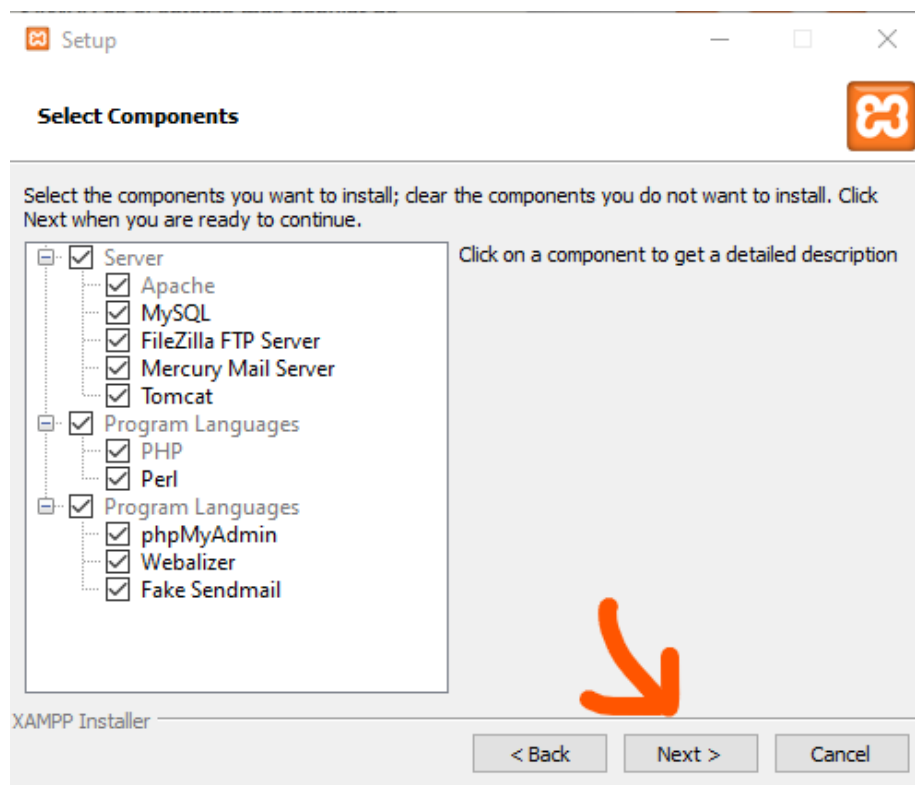 Setup
Select Components
Select the components you want to install; clear the components you do not want to install. Click
Next when you are ready to continue.
Server
Apache
MySQL
FileZilla FTP Server
Mercury Mail Server
Tomcat
Program Languages
PHP
Perl
Program Languages
phpMyAdmin
Webalizer
Fake Sendmail
Click on a component to get a detailed description
XAMPP Installer
< Back
Next >
Cancel